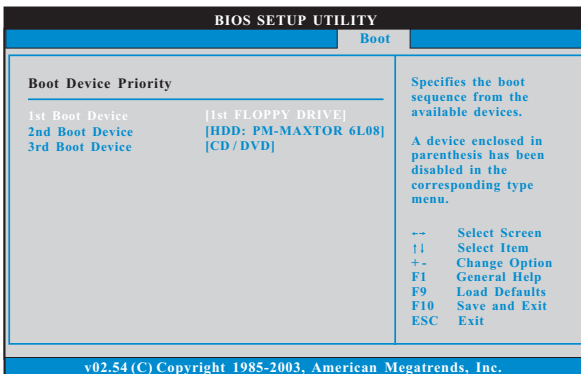 BIOS SETUP UTILITY
Boot
Boot Device Priority
1st Boot Device [1st FLOPPY DRIVE]
2nd Boot Device [HDD: PM-MAXTOR 6L08]
3rd Boot Device [CD/DVD]
Specifies the boot
sequence from the
available devices.
A device enclosed in
parenthesis has been
disabled in the
corresponding type
menu.
←→ Select Screen
↑↓ Select Item
+- Change Option
F1 General Help
F9 Load Defaults
F10 Save and Exit
ESC Exit
v02.54 (C) Copyright 1985-2003, American Megatrends, Inc.